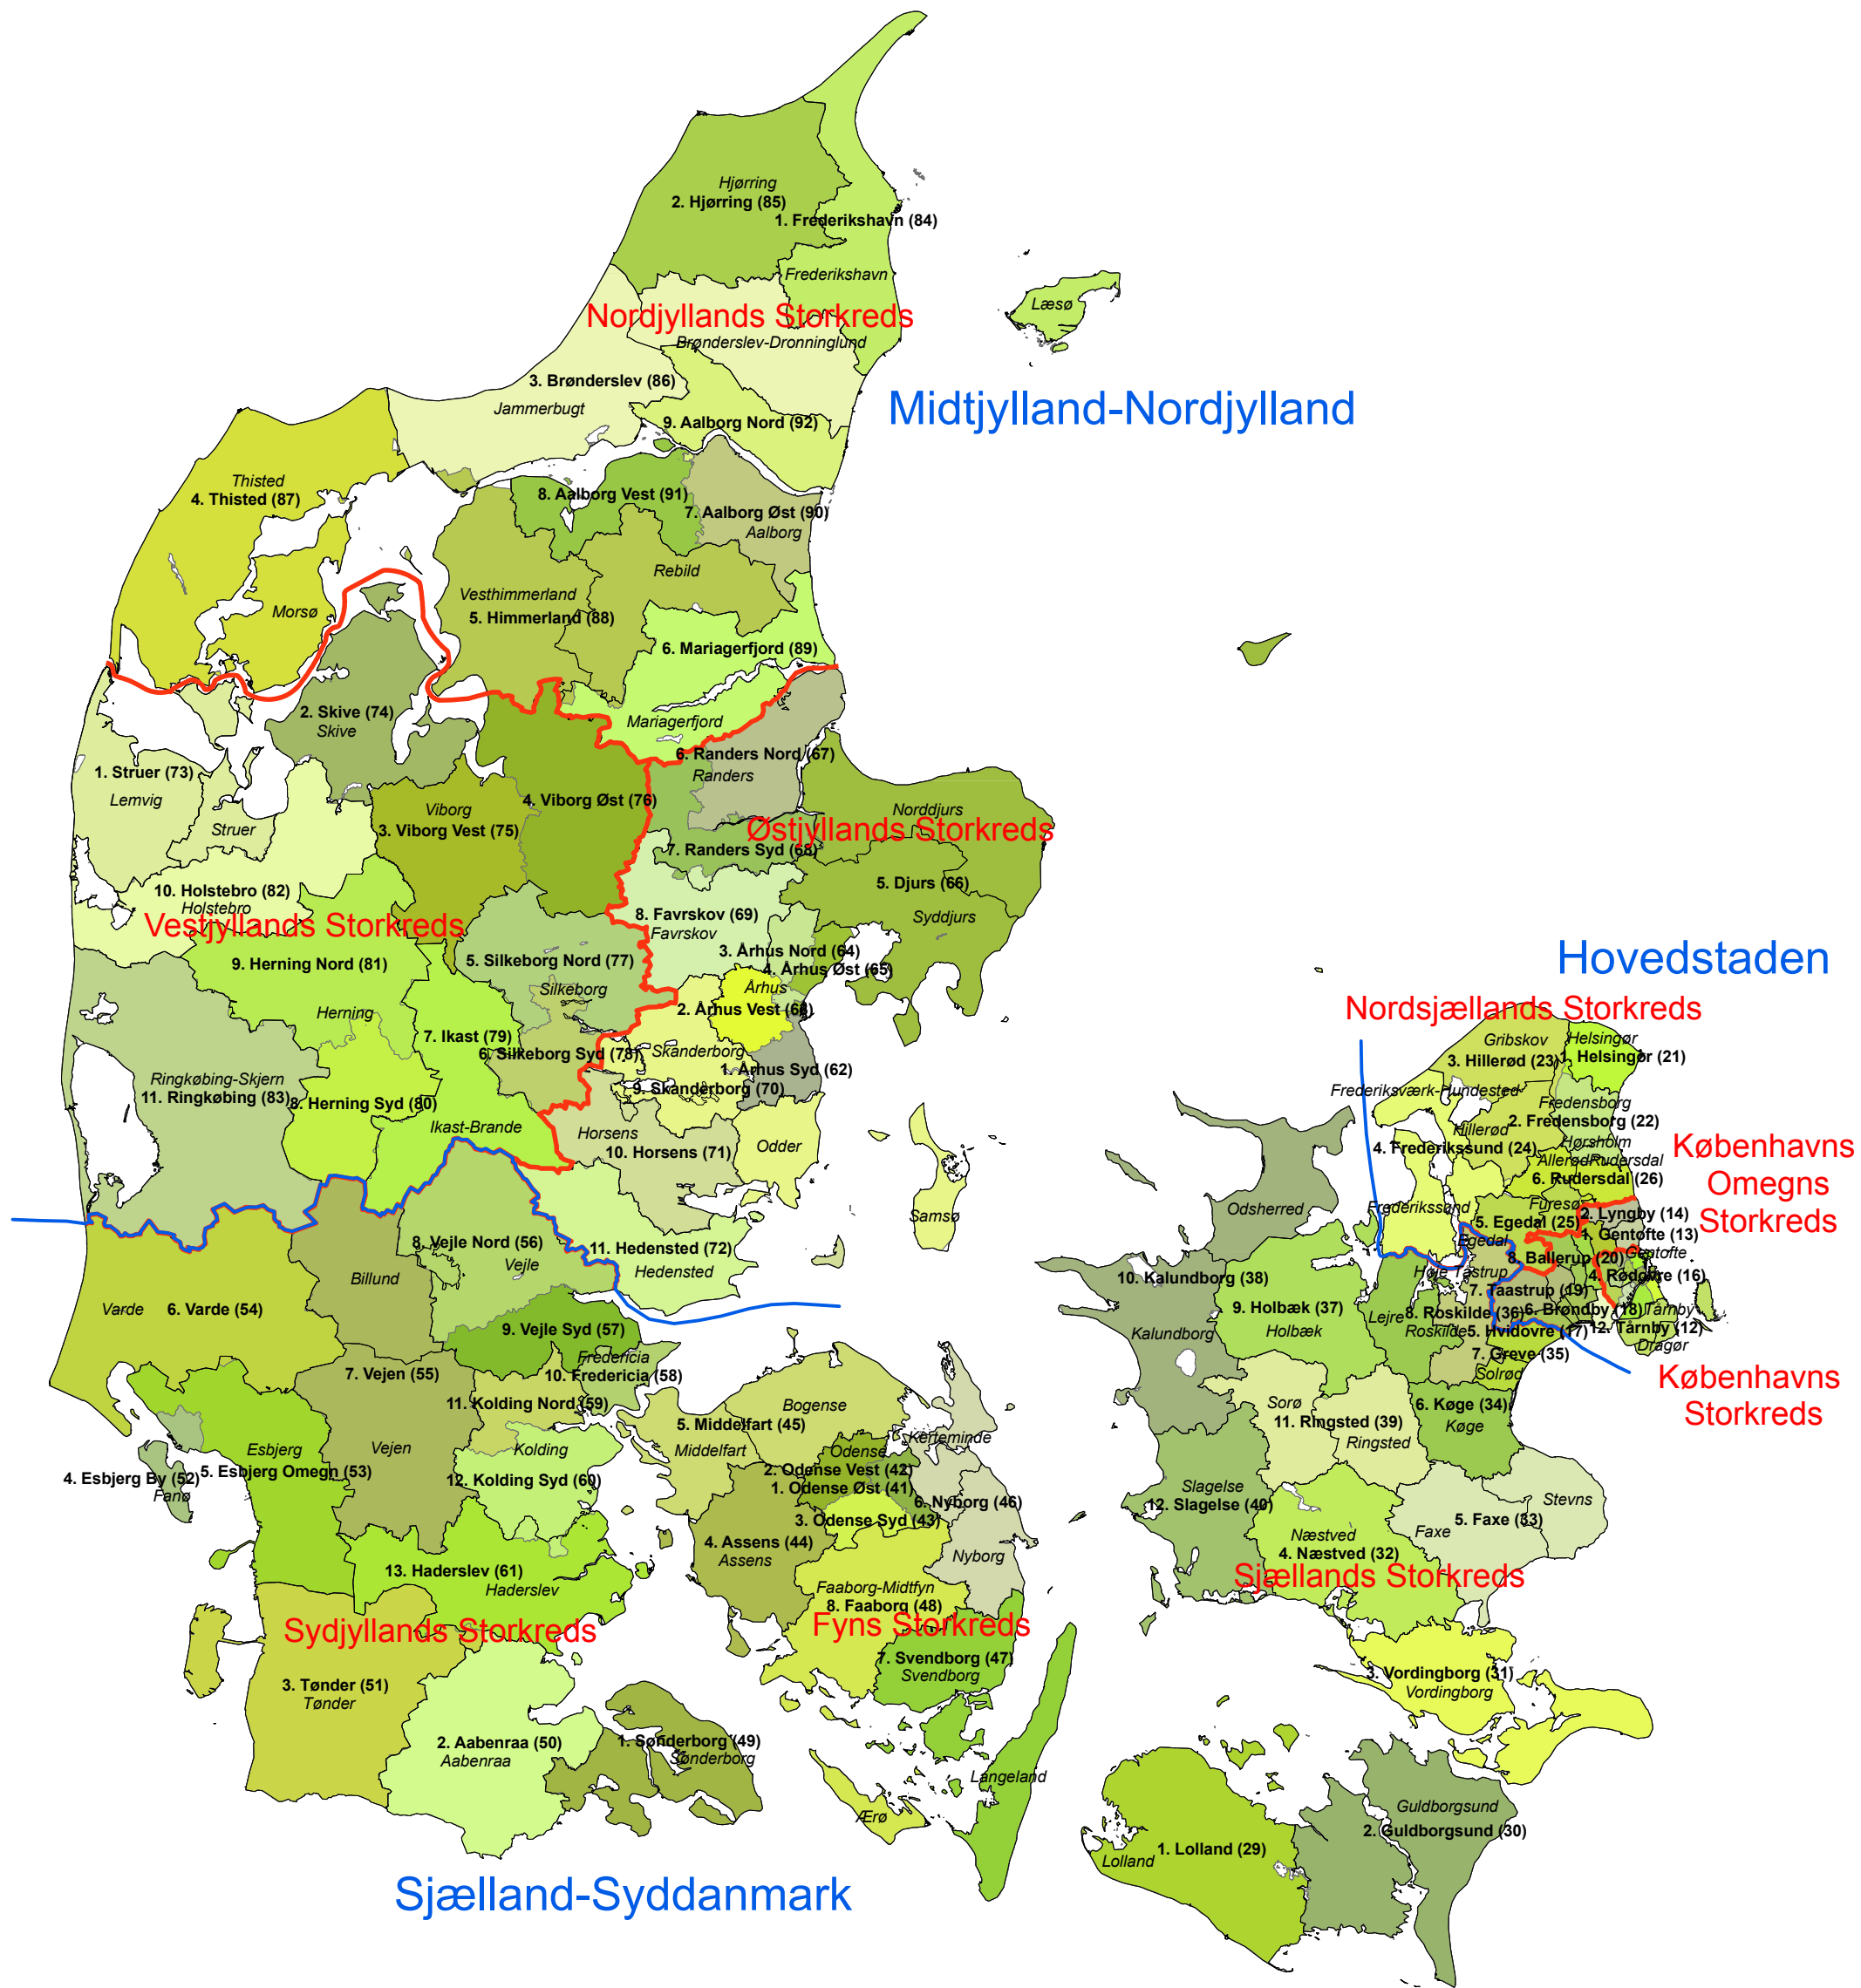 Hjørring
2. Hjørring (85)
1. Frederikshavn (84)
Frederikshavn
Læsø
Nordjyllands Storkreds
Brønderslev-Dronninglund
3. Brønderslev (86)
Jammerbugt
Midtjylland-Nordjylland
9. Aalborg Nord (92)
Thisted
4. Thisted (87)
8. Aalborg Vest (91)
7. Aalborg Øst (90)
Aalborg
Rebild
Vesthimmerland
5. Himmerland (88)
Morsø
6. Mariagerfjord (89)
Mariagerfjord
2. Skive (74)
Skive
1. Struer (73)
Lemvig
Struer
6. Randers Nord (67)
Randers
Viborg
3. Viborg Vest (75)
4. Viborg Øst (76)
Norddjurs
Østjyllands Storkreds
7. Randers Syd (68)
5. Djurs (66)
Syddjurs
10. Holstebro (82)
Holstebro
Vestjyllands Storkreds
8. Favrskov (69)
Favrskov
9. Herning Nord (81)
5. Silkeborg Nord (77)
Silkeborg
3. Århus Nord (64)
4. Århus Øst (65)
Århus
2. Århus Vest (63)
Herning
7. Ikast (79)
6. Silkeborg Syd (78)
Skanderborg
1. Århus Syd (62)
9. Skanderborg (70)
Ringkøbing-Skjern
11. Ringkøbing (83)
8. Herning Syd (80)
Ikast-Brande
Horsens
10. Horsens (71)
Odder
Samsø
Hovedstaden
Nordsjællands Storkreds
Gribskov
3. Hillerød (23)
Helsingør
1. Helsingør (21)
Frederiksværk-Hundested
Fredensborg
2. Fredensborg (22)
Hillerød
Hørsholm
4. Frederikssund (24)
Allerød
Rudersdal
6. Rudersdal (26)
Københavns
Omegns
Storkreds
Frederikssund
Furesø
5. Egedal (25)
Egedal
2. Lyngby (14)
1. Gentofte (13)
Gentofte
8. Ballerup (20)
Høje Tåstrup
4. Rødovre (16)
7. Taastrup (19)
6. Brøndby (18)
Tårnby
5. Hvidovre (17)
12. Tårnby (12)
Dragør
Københavns
Storkreds
Odsherred
10. Kalundborg (38)
Kalundborg
9. Holbæk (37)
Holbæk
Lejre
8. Roskilde (36)
Roskilde
7. Greve (35)
Solrød
6. Køge (34)
Køge
Sorø
11. Ringsted (39)
Ringsted
Slagelse
12. Slagelse (40)
Næstved
4. Næstved (32)
Faxe
5. Faxe (33)
Stevns
Sjællands Storkreds
3. Vordingborg (31)
Vordingborg
Guldborgsund
2. Guldborgsund (30)
1. Lolland (29)
Lolland
8. Vejle Nord (56)
Vejle
11. Hedensted (72)
Hedensted
Billund
Varde
6. Varde (54)
9. Vejle Syd (57)
Fredericia
10. Fredericia (58)
7. Vejen (55)
Vejen
11. Kolding Nord (59)
Kolding
12. Kolding Syd (60)
Esbjerg
5. Esbjerg Omegn (53)
4. Esbjerg By (52)
Fanø
13. Haderslev (61)
Haderslev
Sydjyllands Storkreds
3. Tønder (51)
Tønder
2. Aabenraa (50)
Aabenraa
1. Sønderborg (49)
Sønderborg
Bogense
5. Middelfart (45)
Middelfart
Kerteminde
Odense
2. Odense Vest (42)
1. Odense Øst (41)
3. Odense Syd (43)
6. Nyborg (46)
Nyborg
4. Assens (44)
Assens
Faaborg-Midtfyn
8. Faaborg (48)
Fyns Storkreds
7. Svendborg (47)
Svendborg
Langeland
Ærø
Sjælland-Syddanmark